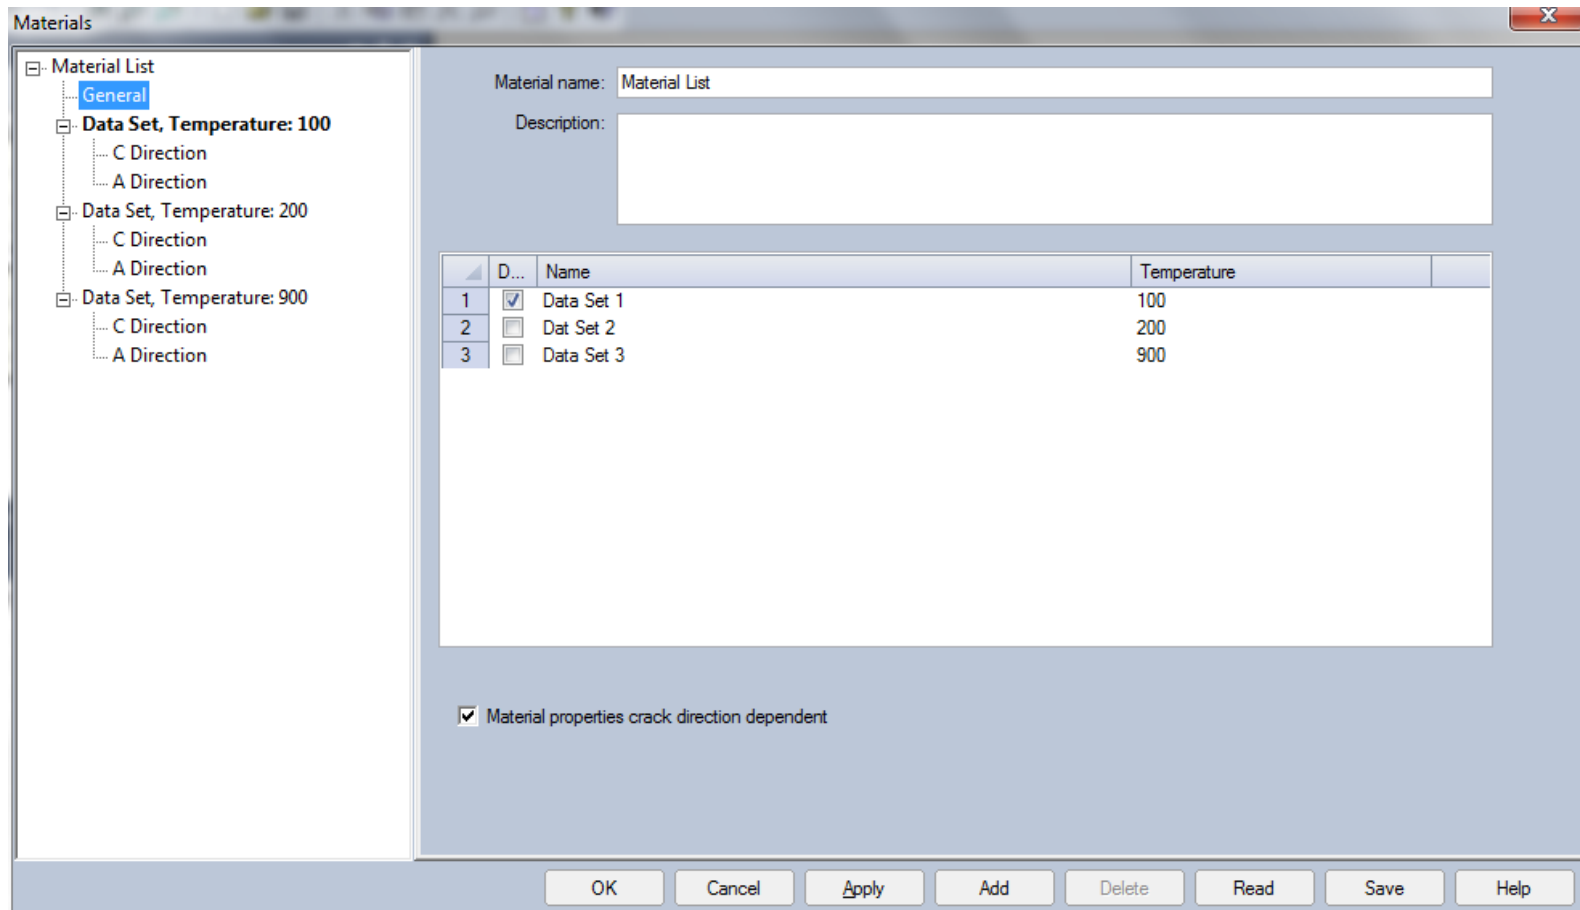 Materials
x
Material List
General
Data Set, Temperature: 100
C Direction
A Direction
Data Set, Temperature: 200
C Direction
A Direction
Data Set, Temperature: 900
C Direction
A Direction
Material name: Material List
Description:
D... Name Temperature
1 Data Set 1 100
2 Dat Set 2 200
3 Data Set 3 900
Material properties crack direction dependent
OK Cancel Apply Add Delete Read Save Help